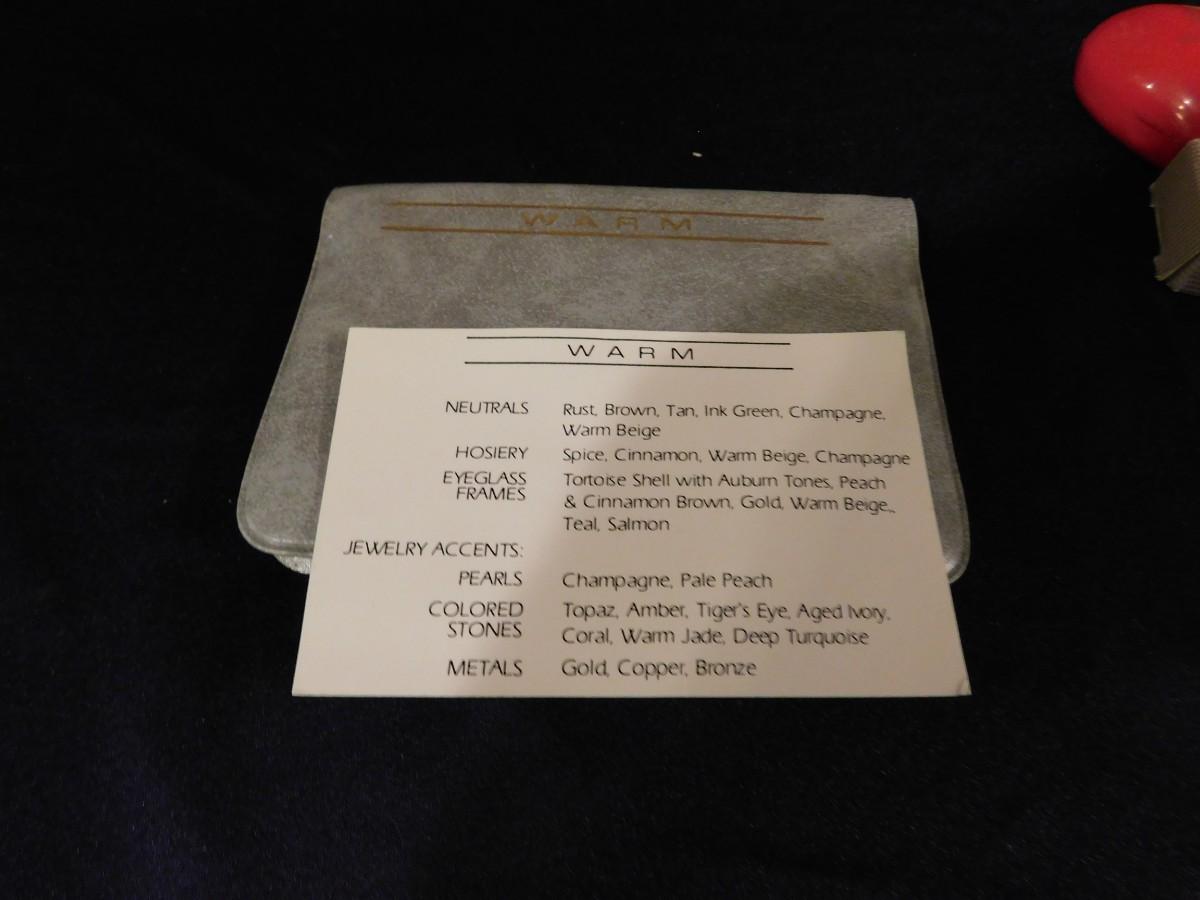 WARM
WARM
NEUTRALS Rust, Brown, Tan, Ink Green, Champagne,
Warm Beige
HOSIERY Spice, Cinnamon, Warm Beige, Champagne
EYEGLASS FRAMES Tortoise Shell with Auburn Tones, Peach
& Cinnamon Brown, Gold, Warm Beige,,
Teal, Salmon
JEWELRY ACCENTS:
PEARLS Champagne, Pale Peach
COLORED STONES Topaz, Amber, Tiger's Eye, Aged Ivory,
Coral, Warm Jade, Deep Turquoise
METALS Gold, Copper, Bronze